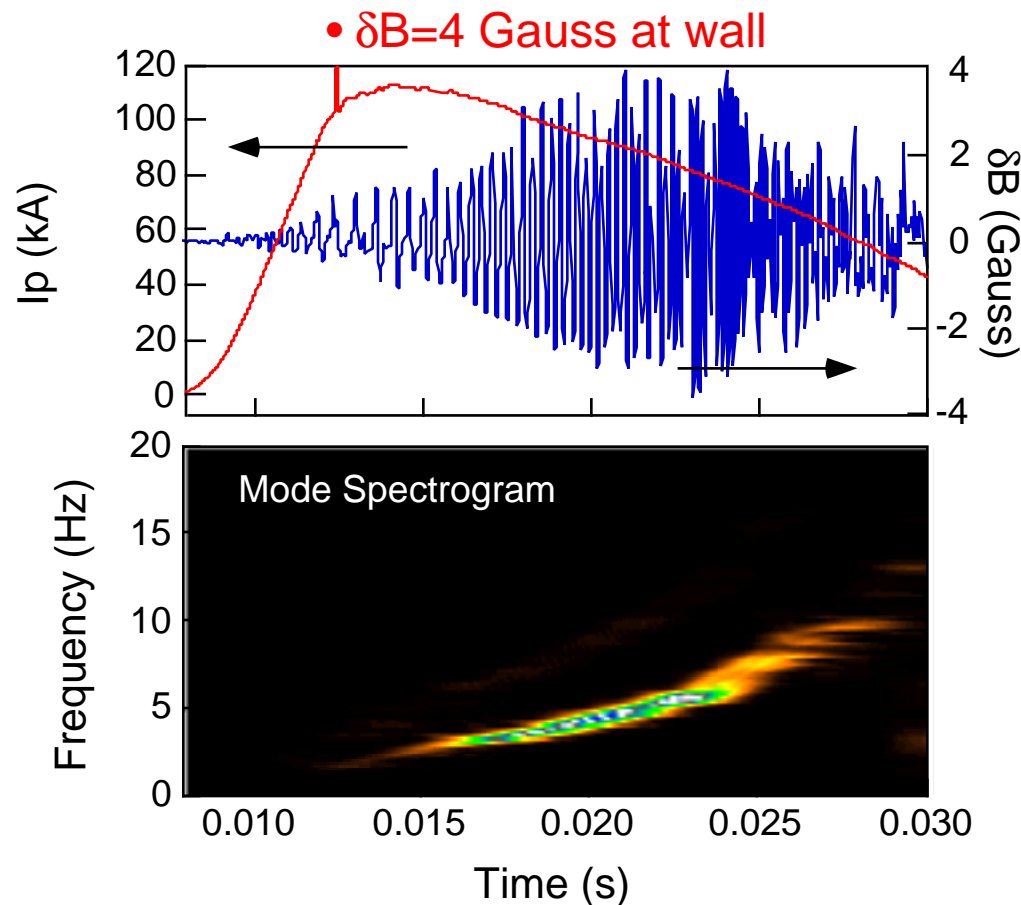 • δB=4 Gauss at wall
120
100
80
60
40
20
0
Ip (kA)
4
2
0
-2
-4
δB (Gauss)
Mode Spectrogram
20
15
10
5
0
Frequency (Hz)
0.010 0.015 0.020 0.025 0.030
Time (s)